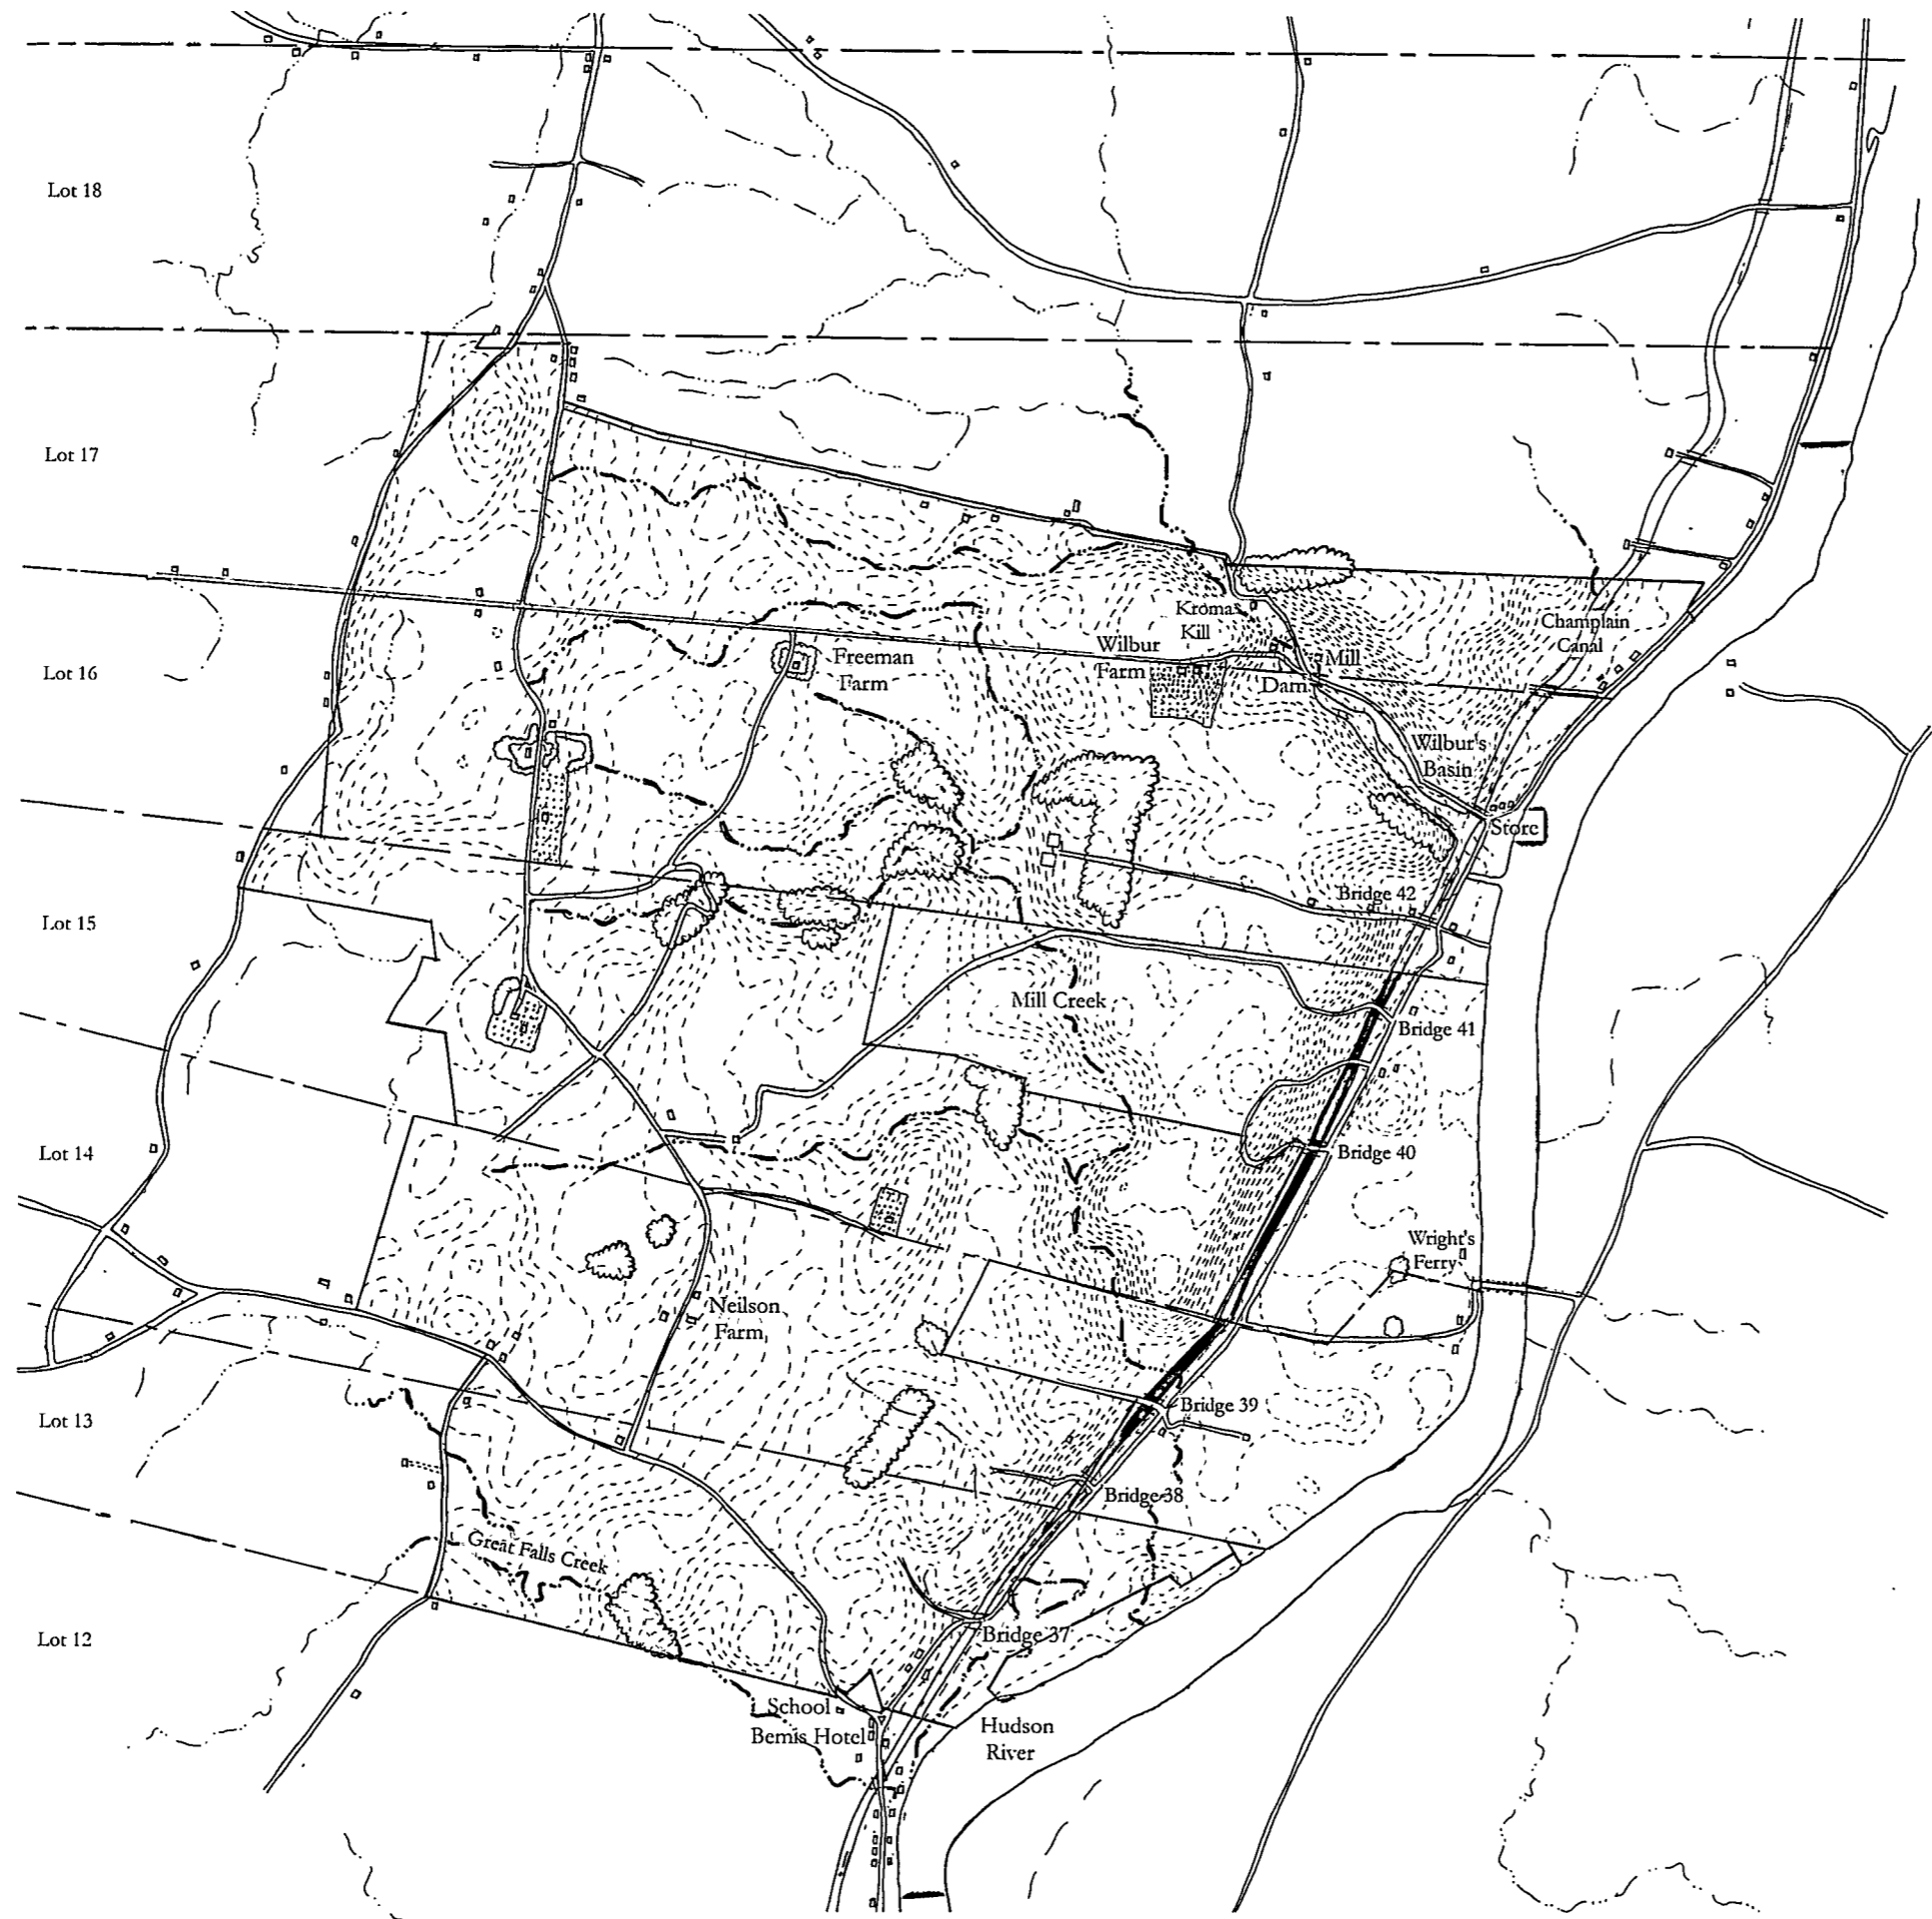 Lot 18
Lot 17
Kroma
Kill
Champlain
Canal
Wilbur
Farm
Freeman
Farm
Mill
Lot 16
Dam
Wilbur's
Basin
Store
Bridge 42
Lot 15
Mill Creek
Bridge 41
Lot 14
Bridge 40
Wright's
Ferry
Neilson
Farm
Bridge 39
Lot 13
Bridge 38
Great Falls Creek
Bridge 37
Lot 12
School
Bemis Hotel
Hudson
River